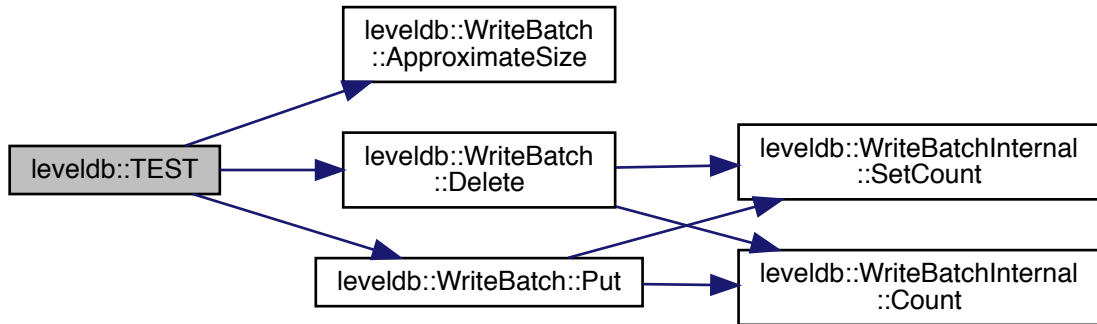 leveldb::WriteBatch
::ApproximateSize
leveldb::TEST
leveldb::WriteBatch
::Delete
leveldb::WriteBatch::Put
leveldb::WriteBatchInternal
::SetCount
leveldb::WriteBatchInternal
::Count